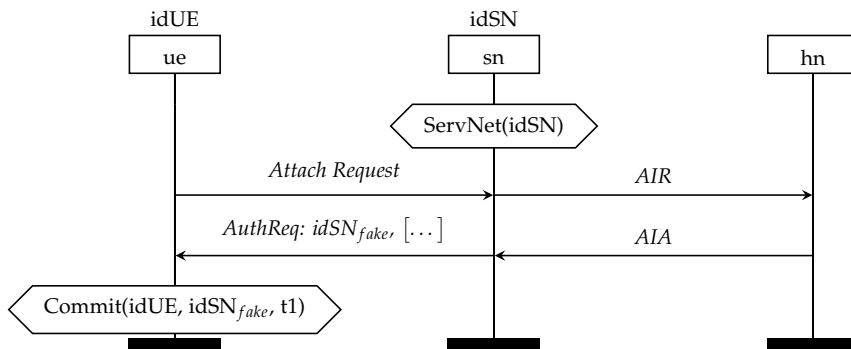 idUE idSN
ue sn hn
ServNet(idSN)
Attach Request AIR
AuthReq: idSN_fake, [...] AIA
Commit(idUE, idSN_fake, t1)